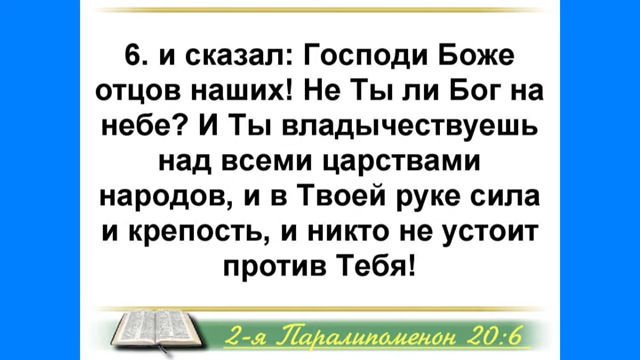 6. и сказал: Господи Боже
отцов наших! Не Ты ли Бог на
небе? И Ты владычествуешь
над всеми царствами
народов, и в Твоей руке сила
и крепость, и никто не устоит
против Тебя!
2-я Паралипоменон 20:6